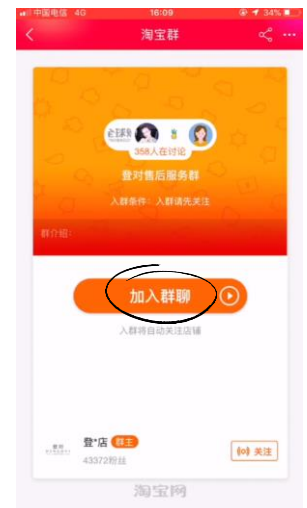 中国电信 4G 16:09 34%
淘宝群
358人在讨论
登对售后服务群
入群条件：入群请先关注
群介绍：
加入群聊
入群将自动关注店铺
登*店 群主
43372粉丝
关注
淘宝网